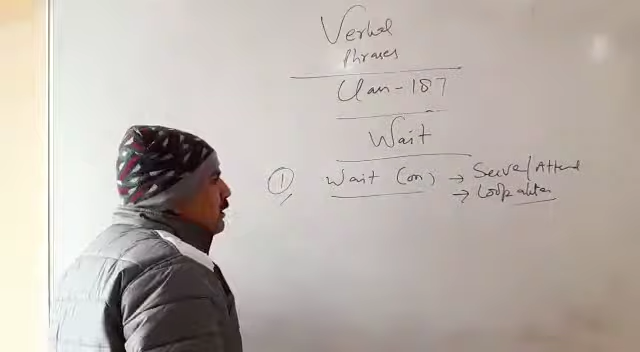 Verbal
Phrases
Class - 187
Wait
① Wait (on) → Serve/Attend
→ Look after